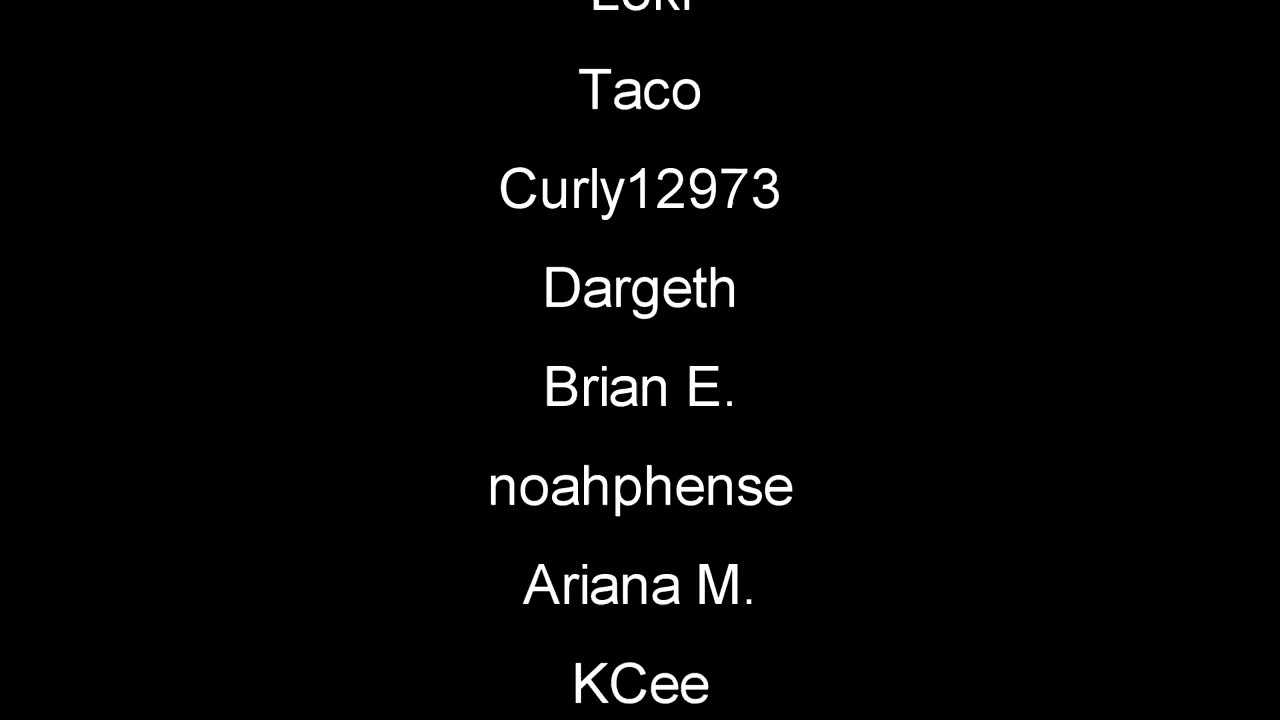 Taco
Curly12973
Dargeth
Brian E.
noahphense
Ariana M.
KCee